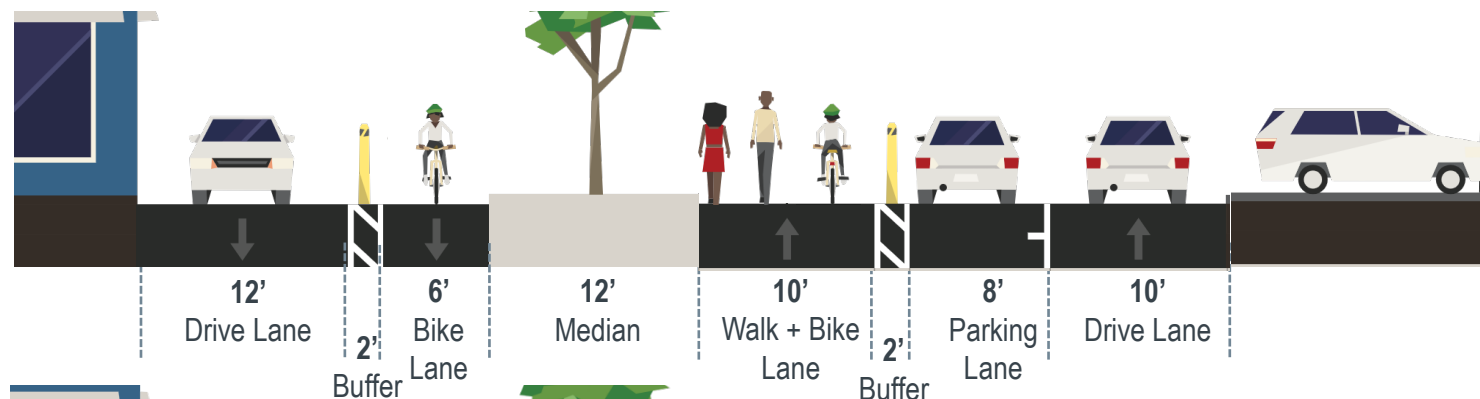 12’
Drive Lane
2’
Buffer
6’
Bike
Lane
12’
Median
10’
Walk + Bike
Lane
2’
Buffer
8’
Parking
Lane
10’
Drive Lane